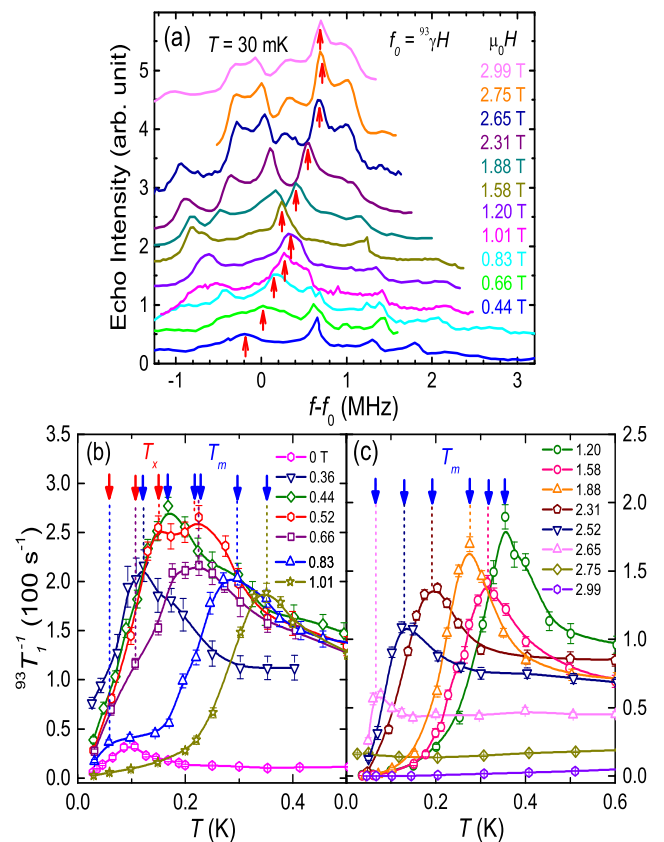 (a) T = 30 mK f₀ = ⁹³γH μ₀H
2.99 T
2.75 T
2.65 T
2.31 T
1.88 T
1.58 T
1.20 T
1.01 T
0.83 T
0.66 T
0.44 T
Echo Intensity (arb. unit)
5
4
3
2
1
0
-1 0 1 2 3
f-f₀ (MHz)
(b) Tₓ Tₘ
0 T
0.36
0.44
0.52
0.66
0.83
1.01
⁹³T₁⁻¹ (100 s⁻¹)
3.5
3.0
2.5
2.0
1.5
1.0
0.5
0.0
0.0 0.2 0.4
T (K)
(c) Tₘ
1.20
1.58
1.88
2.31
2.52
2.65
2.75
2.99
2.5
2.0
1.5
1.0
0.5
0.0
0.0 0.2 0.4 0.6
T (K)